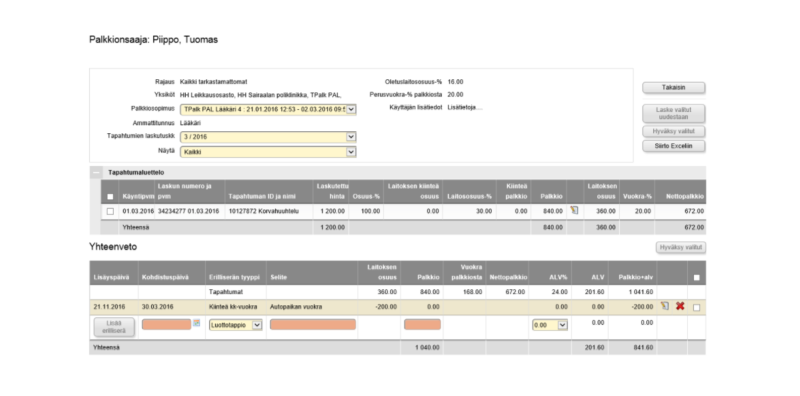 Palkkionsaaja: Piippo, Tuomas
Rajaus Kaikki tarkastamattomat
Oletuslaitososuus-% 16.00
Takaisin
Yksiköt HH Leikkausosasto, HH Sairaalan poliklinikka, TPalk PAL,
Perusvuokra-% palkkiosta 20.00
Palkkiosopimus TPalk PAL Lääkäri 4 : 21.01.2016 12:53 - 02.03.2016 09:5
Käyttäjän lisätiedot Lisätietoja...
Laske valitut uudestaan
Ammattitunnus Lääkäri
Hyväksy valitut
Tapahtumien laskutuskk 3 / 2016
Siirto Exceliin
Näytä Kaikki
Tapahtumaluettelo
Käyntipvm Laskun numero ja pvm Tapahtuman ID ja nimi Laskutettu hinta Osuus-% Laitoksen kiinteä osuus Laitososuus-% Kiinteä palkkio Palkkio Laitoksen osuus Vuokra-% Nettopalkkio
01.03.2016 34234277 01.03.2016 10127872 Korvahuuhtelu 1 200.00 100.00 0.00 30.00 0.00 840.00 360.00 20.00 672.00
Yhteensä 1 200.00 840.00 360.00 672.00
Yhteenveto
Hyväksy valitut
Lisäyspäivä Kohdistuspäivä Erilliserän tyyppi Selite Laitoksen osuus Palkkio Vuokra palkkiosta Nettopalkkio ALV% ALV Palkkio+alv
Tapahtumat 360.00 840.00 168.00 672.00 24.00 201.60 1 041.60
21.11.2016 30.03.2016 Kiinteä kk-vuokra Autopaikan vuokra -200.00 0.00 0.00 0.00 -200.00
Lisää erillserä Luottotappio 0.00 0.00 0.00
Yhteensä 1 040.00 201.60 841.60